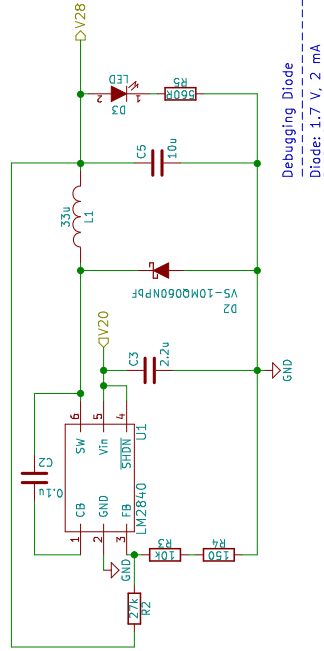 V28
LED
D3
2
1
R5
560R
C5
10u
33u
L1
D2
VS-10MQ060NPbF
V20
C3
2.2u
GND
U1
LM2840
SW
Vin
SHDN
CB
GND
FB
6
5
4
1
2
3
C2
0.1u
GND
R3
10k
R4
150
27k
R2
Debugging Diode
---------------
Diode: 1.7 V, 2 mA